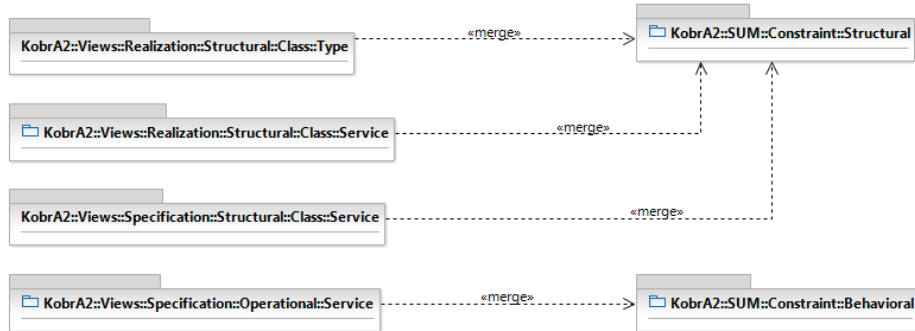 KobrA2::Views::Realization::Structural::Class::Type
«merge»
KobrA2::SUM::Constraint::Structural
KobrA2::Views::Realization::Structural::Class::Service
«merge»
KobrA2::Views::Specification::Structural::Class::Service
«merge»
KobrA2::Views::Specification::Operational::Service
«merge»
KobrA2::SUM::Constraint::Behavioral